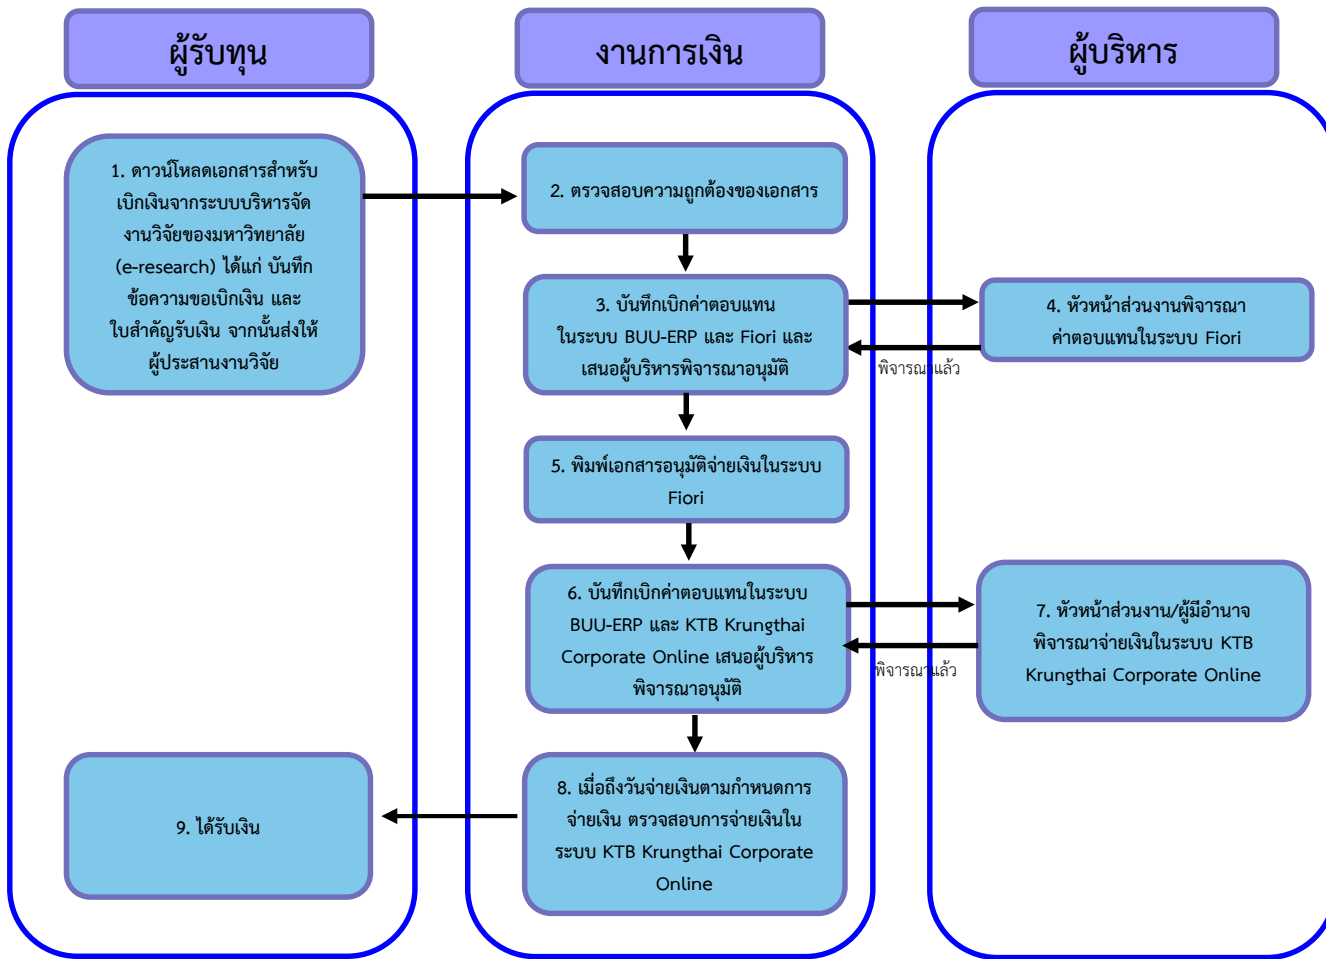 ผู้รับทุน
งานการเงิน
ผู้บริหาร
1. ดาวน์โหลดเอกสารสำหรับ
เบิกเงินจากระบบบริหารจัด
งานวิจัยของมหาวิทยาลัย
(e-research) ได้แก่ บันทึก
ข้อความขอเบิกเงิน และ
ใบสำคัญรับเงิน จากนั้นส่งให้
ผู้ประสานงานวิจัย
2. ตรวจสอบความถูกต้องของเอกสาร
3. บันทึกเบิกค่าตอบแทน
ในระบบ BUU-ERP และ Fiori และ
เสนอผู้บริหารพิจารณาอนุมัติ
4. หัวหน้าส่วนงานพิจารณา
ค่าตอบแทนในระบบ Fiori
พิจารณาแล้ว
5. พิมพ์เอกสารอนุมัติจ่ายเงินในระบบ
Fiori
6. บันทึกเบิกค่าตอบแทนในระบบ
BUU-ERP และ KTB Krungthai
Corporate Online เสนอผู้บริหาร
พิจารณาอนุมัติ
7. หัวหน้าส่วนงาน/ผู้มีอำนาจ
พิจารณาจ่ายเงินในระบบ KTB
Krungthai Corporate Online
พิจารณาแล้ว
8. เมื่อถึงวันจ่ายเงินตามกำหนดการ
จ่ายเงิน ตรวจสอบการจ่ายเงินใน
ระบบ KTB Krungthai Corporate
Online
9. ได้รับเงิน